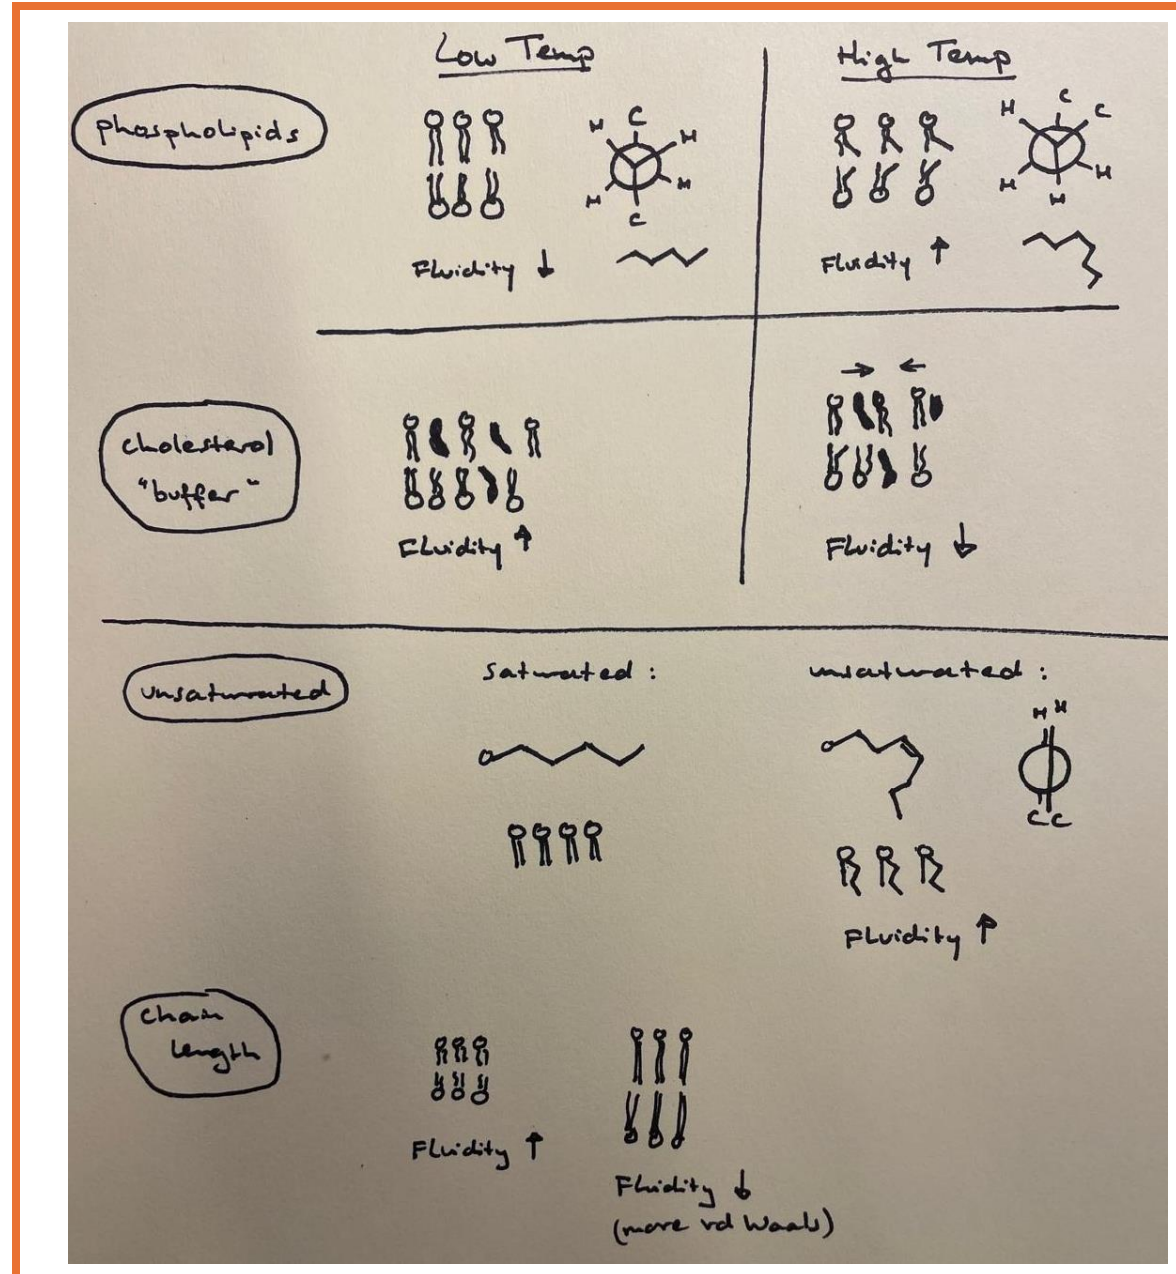 Low Temp
High Temp
phospholipids
H C H
H H
C
C C
H
H H
H
Fluidity ↓
Fluidity ↑
cholesterol
"buffer"
→ ←
Fluidity ↑
Fluidity ↓
unsaturated
saturated :
unsaturated :
H H
C C
Fluidity ↑
chain
length
Fluidity ↑
Fluidity ↓
(more vd Waals)